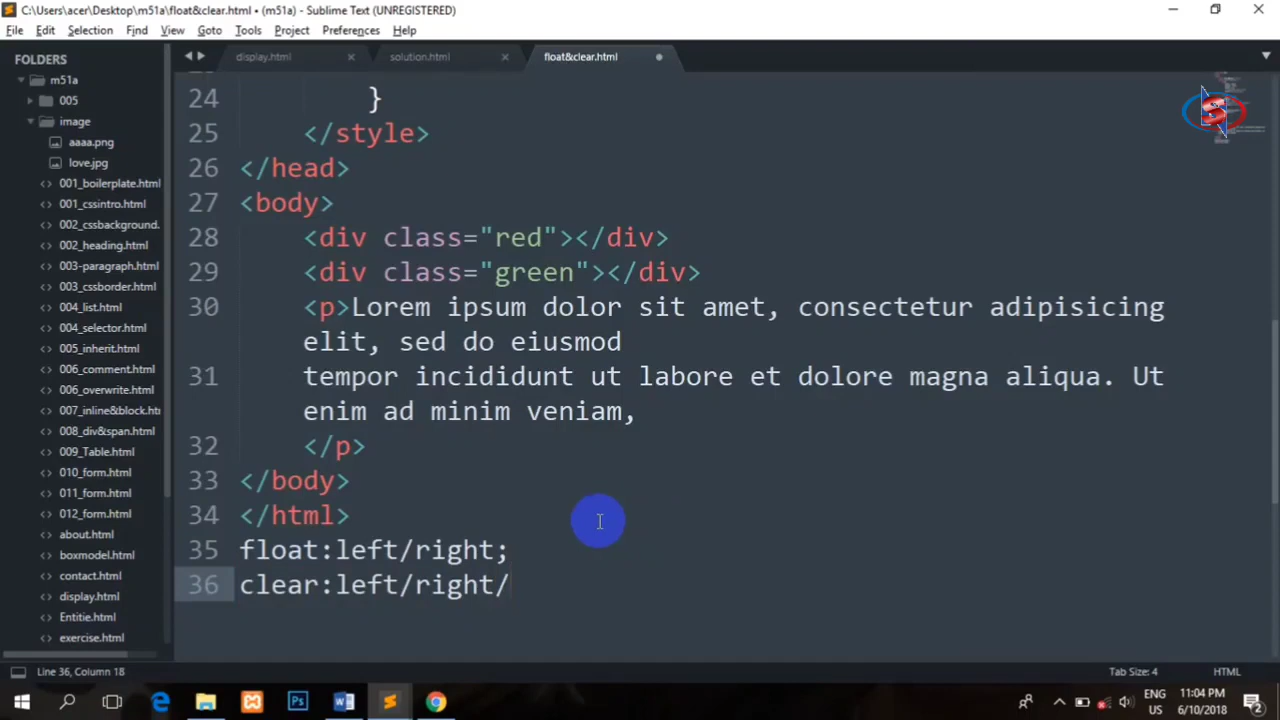 C:\Users\acer\Desktop\m51a\float&clear.html • (m51a) - Sublime Text (UNREGISTERED)
File Edit Selection Find View Goto Tools Project Preferences Help
FOLDERS
m51a
005
image
aaaa.png
love.jpg
001_boilerplate.html
001_cssintro.html
002_cssbackground.
002_heading.html
003-paragraph.html
003_cssborder.html
004_list.html
004_selector.html
005_inherit.html
006_comment.html
006_overwrite.html
007_inline&block.ht
008_div&span.html
009_Table.html
010_form.html
011_form.html
012_form.html
about.html
boxmodel.html
contact.html
display.html
Entitie.html
exercise.html
display.html solution.html float&clear.html
24 }
25 </style>
26 </head>
27 <body>
28 <div class="red"></div>
29 <div class="green"></div>
30 <p>Lorem ipsum dolor sit amet, consectetur adipisicing
elit, sed do eiusmod
31 tempor incididunt ut labore et dolore magna aliqua. Ut
enim ad minim veniam,
32 </p>
33 </body>
34 </html>
35 float:left/right;
36 clear:left/right/
Line 36, Column 18 Tab Size: 4 HTML
ENG 11:04 PM
US 6/10/2018 2